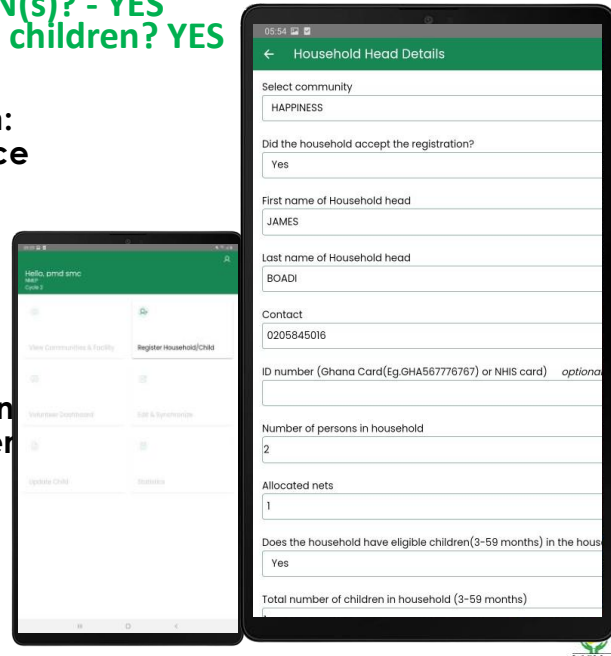 N(s)? - YES
children? YES
:
ce
n
er
Hello, pmd smc
NMEP
Cycle 2
View Communities & Facility
Register Household/Child
Volunteer Dashboard
Edit & Synchronize
Update Child
Statistics
05:54
Household Head Details
Select community
HAPPINESS
Did the household accept the registration?
Yes
First name of Household head
JAMES
Last name of Household head
BOADI
Contact
0205845016
ID number (Ghana Card(Eg.GHA567776767) or NHIS card) optional
Number of persons in household
2
Allocated nets
1
Does the household have eligible children(3-59 months) in the hous
Yes
Total number of children in household (3-59 months)